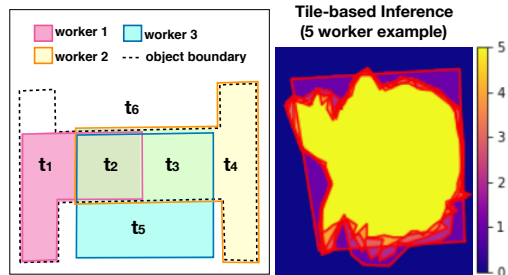 worker 1
worker 3
worker 2
object boundary
t6
t1
t2
t3
t4
t5
Tile-based Inference
(5 worker example)
5
4
3
2
1
0